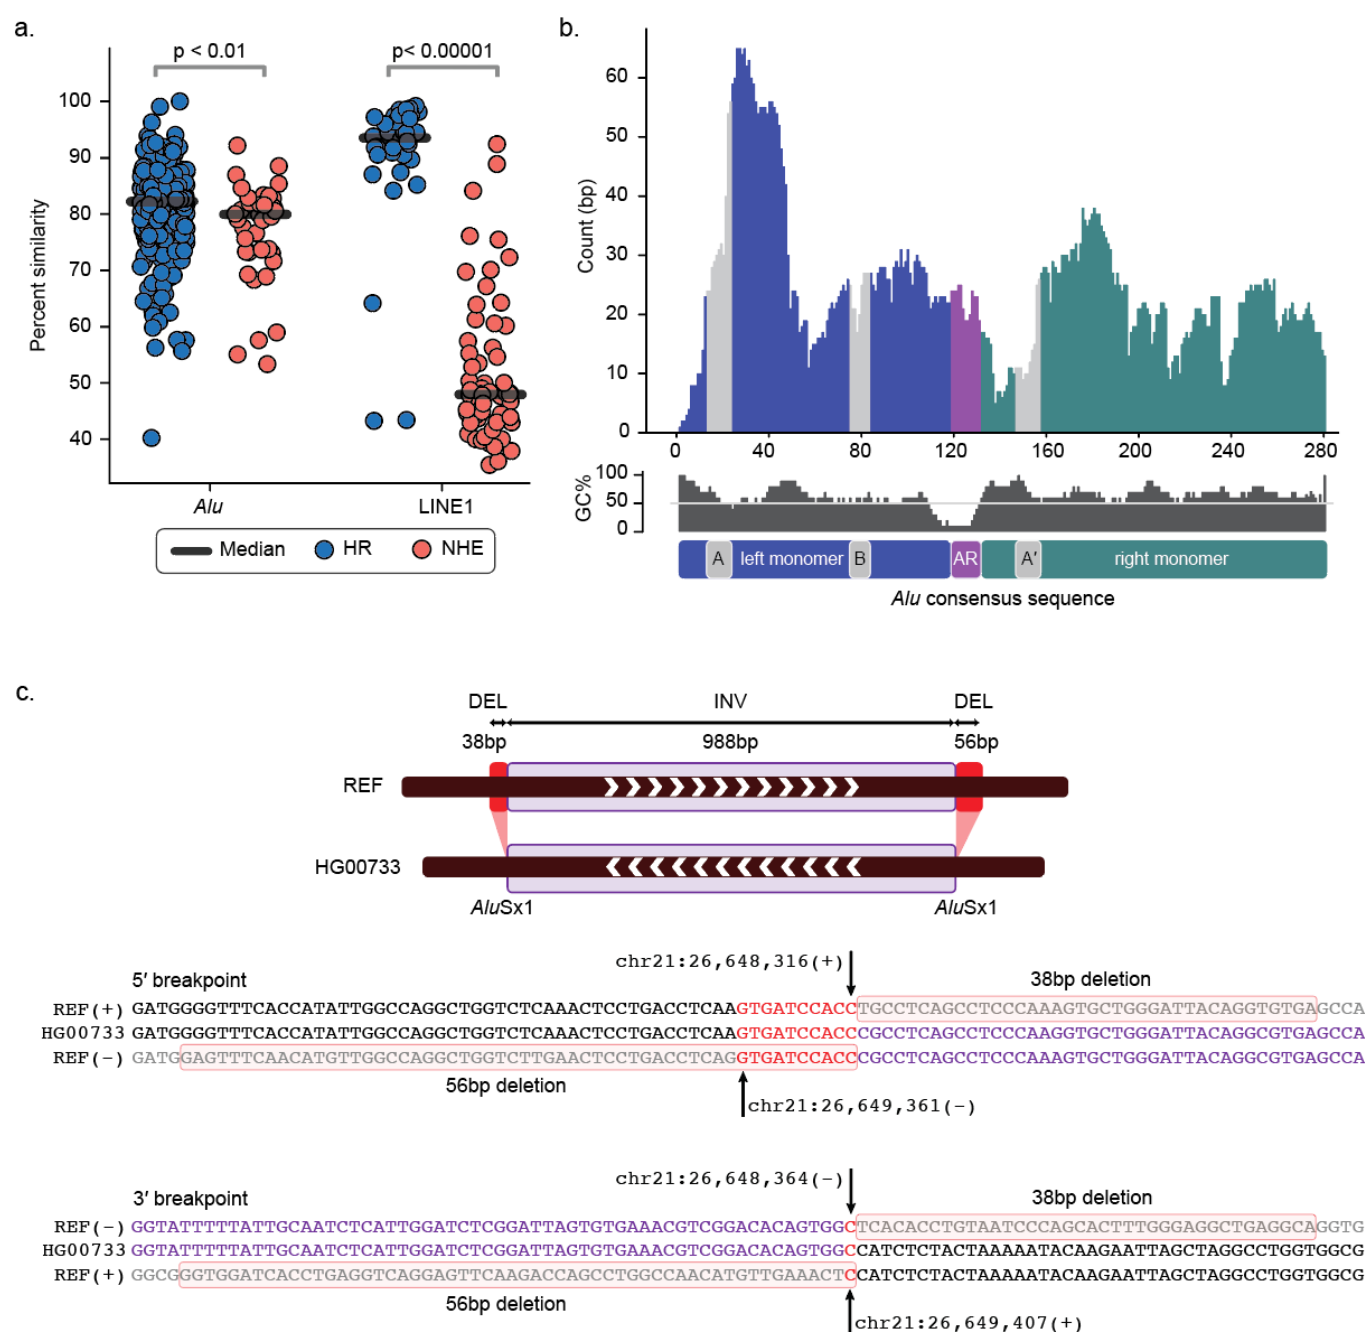 a.
p < 0.01
p< 0.00001
100
90
80
70
60
50
40
Percent similarity
Alu
LINE1
Median
HR
NHE
b.
60
50
40
30
20
10
0
Count (bp)
0
40
80
120
160
200
240
280
GC%
100
50
0
A
left monomer
B
AR
A′
right monomer
Alu consensus sequence
c.
DEL
INV
DEL
38bp
988bp
56bp
REF
HG00733
AluSx1
AluSx1
chr21:26,648,316(+)
5′ breakpoint
38bp deletion
REF(+) GATGGGGTTTCACCATATTGGCCAGGCTGGTCTCAAACTCCTGACCTCAAGTGATCCACCTGCCTCAGCCTCCCAAAGTGCTGGGATTACAGGTGTGAGCCA
HG00733 GATGGGGTTTCACCATATTGGCCAGGCTGGTCTCAAACTCCTGACCTCAAGTGATCCACCCGCCTCAGCCTCCCAAGGTGCTGGGATTACAGGCGTGAGCCA
REF(-) GATGGAGTTTCAACATGTTGGCCAGGCTGGTCTTGAACTCCTGACCTCAGGTGATCCACCCGCCTCAGCCTCCCAAAGTGCTGGGATTACAGGCGTGAGCCA
56bp deletion
chr21:26,649,361(-)
chr21:26,648,364(-)
3′ breakpoint
38bp deletion
REF(-) GGTATTTTTATTGCAATCTCATTGGATCTCGGATTAGTGTGAAACGTCGGACACAGTGGCTCACACCTGTAATCCCAGCACTTTGGGAGGCTGAGGCAGGTG
HG00733 GGTATTTTTATTGCAATCTCATTGGATCTCGGATTAGTGTGAAACGTCGGACACAGTGGCCATCTCTACTAAAAATACAAGAATTAGCTAGGCCTGGTGGCG
REF(+) GGCGGGTGGATCACCTGAGGTCAGGAGTTCAAGACCAGCCTGGCCAACATGTTGAAACTCCATCTCTACTAAAAATACAAGAATTAGCTAGGCCTGGTGGCG
56bp deletion
chr21:26,649,407(+)